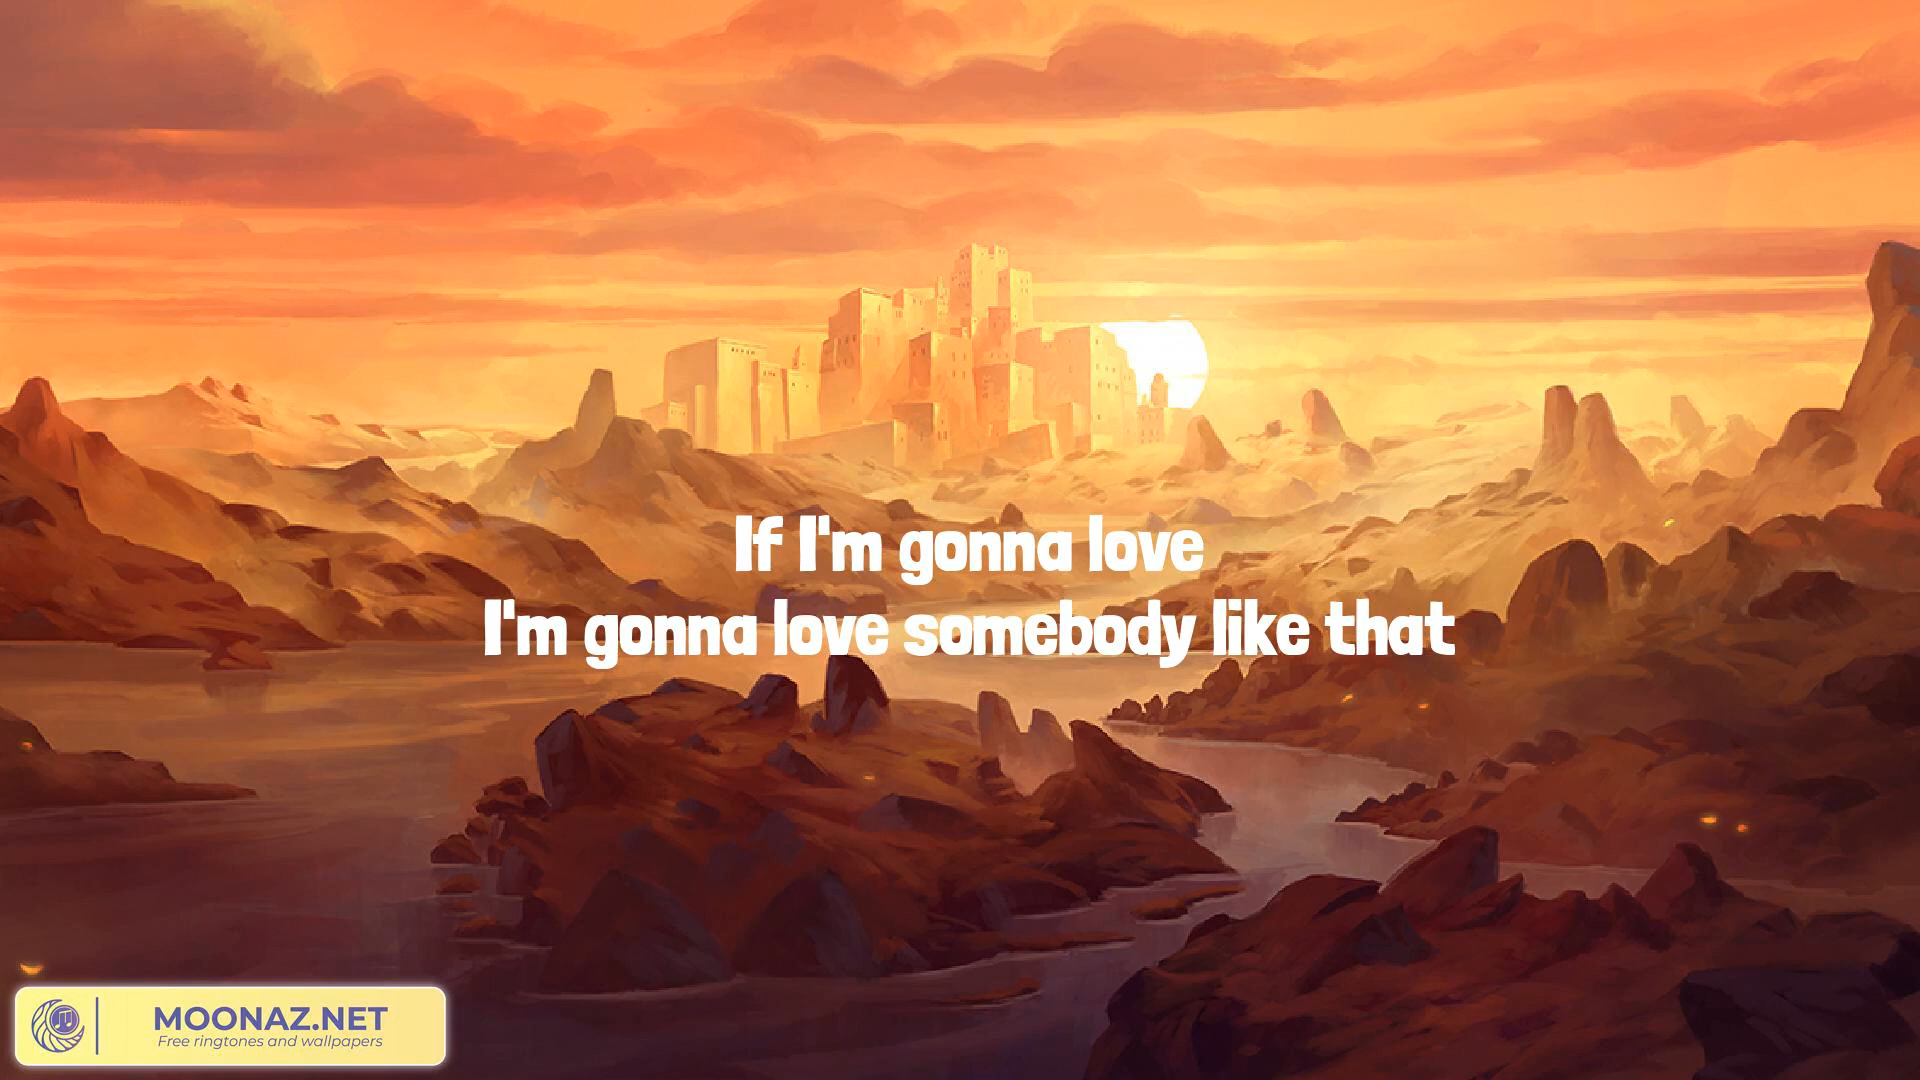 If I'm gonna love
I'm gonna love somebody like that
MOONAZ.NET
Free ringtones and wallpapers